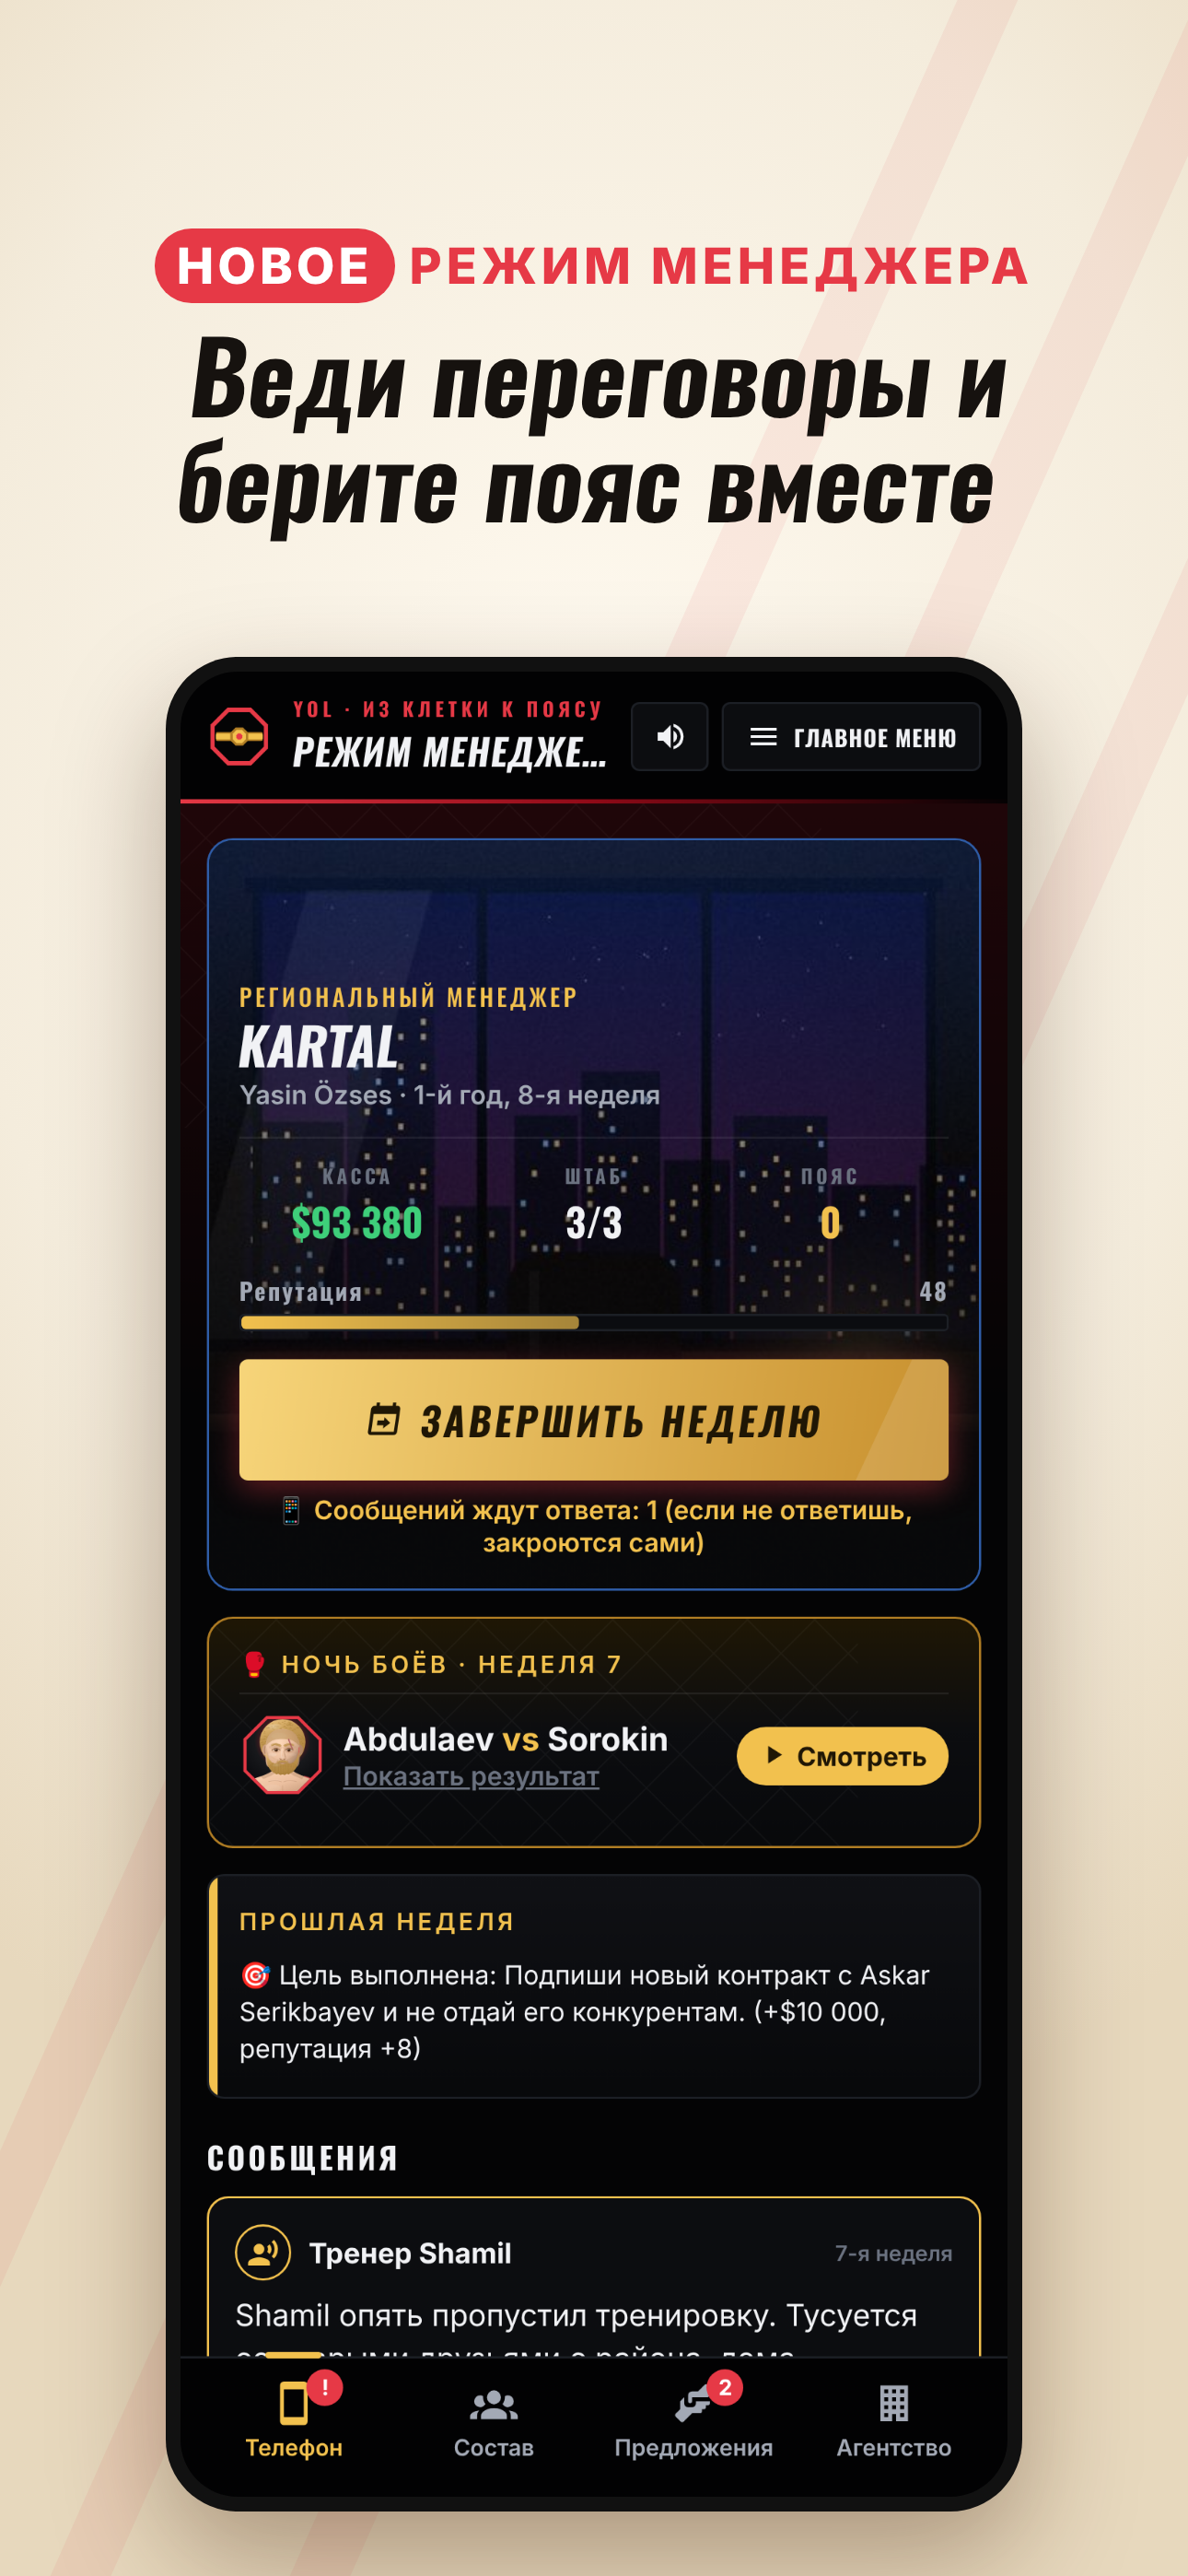 НОВОЕ РЕЖИМ МЕНЕДЖЕРА
Веди переговоры и
берите пояс вместе
YOL · ИЗ КЛЕТКИ К ПОЯСУ
РЕЖИМ МЕНЕДЖЕ...
ГЛАВНОЕ МЕНЮ
РЕГИОНАЛЬНЫЙ МЕНЕДЖЕР
KARTAL
Yasin Özses · 1-й год, 8-я неделя
КАССА ШТАБ ПОЯС
$93 380 3/3 0
Репутация 48
ЗАВЕРШИТЬ НЕДЕЛЮ
📱 Сообщений ждут ответа: 1 (если не ответишь,
закроются сами)
🥊 НОЧЬ БОЁВ · НЕДЕЛЯ 7
Abdulaev vs Sorokin
Показать результат
Смотреть
ПРОШЛАЯ НЕДЕЛЯ
🎯 Цель выполнена: Подпиши новый контракт с Askar
Serikbayev и не отдай его конкурентам. (+$10 000,
репутация +8)
СООБЩЕНИЯ
Тренер Shamil 7-я неделя
Shamil опять пропустил тренировку. Тусуется
! 2
Телефон Состав Предложения Агентство